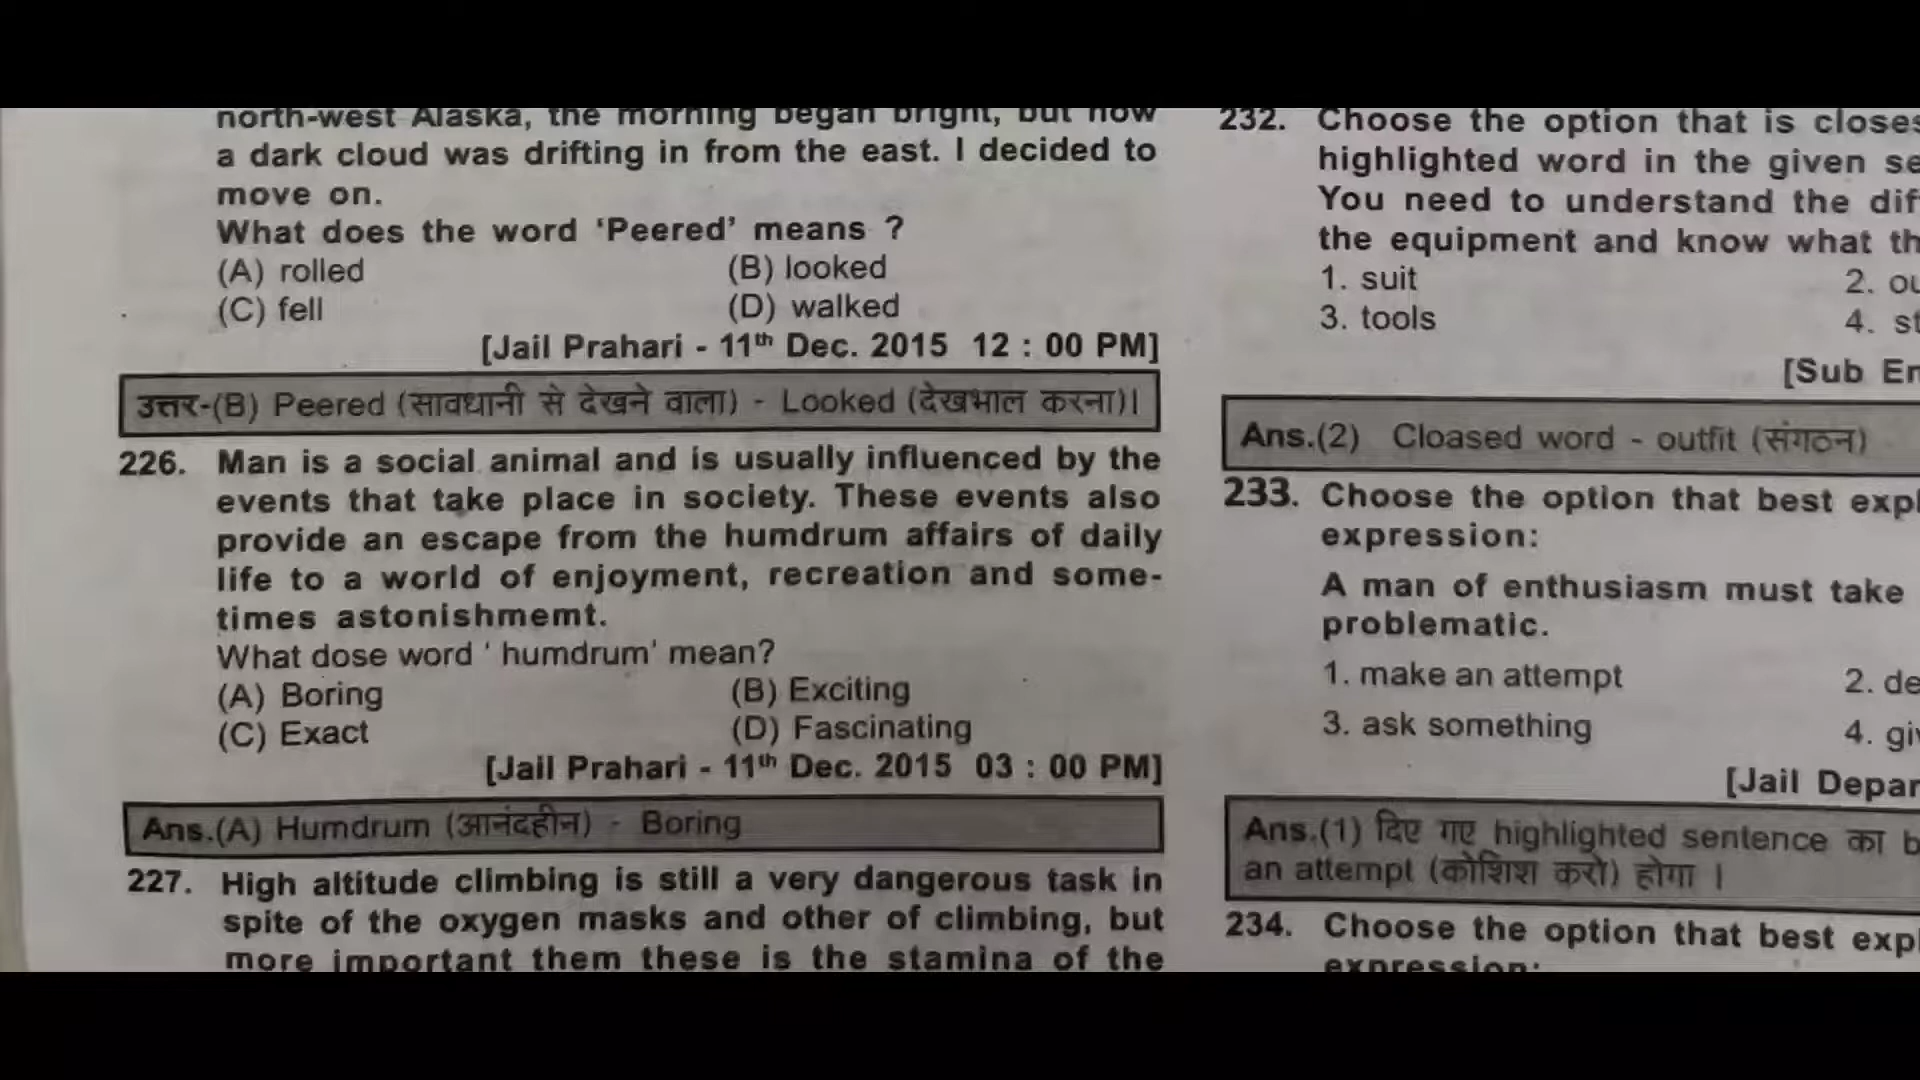 north-west Alaska, the morning began bright, but now
a dark cloud was drifting in from the east. I decided to
move on.
What does the word ‘Peered’ means ?
(A) rolled (B) looked
(C) fell (D) walked
[Jail Prahari - 11th Dec. 2015 12 : 00 PM]
उत्तर-(B) Peered (सावधानी से देखने वाला) - Looked (देखभाल करना)।
226. Man is a social animal and is usually influenced by the
events that take place in society. These events also
provide an escape from the humdrum affairs of daily
life to a world of enjoyment, recreation and some-
times astonishmemt.
What dose word ‘ humdrum’ mean?
(A) Boring (B) Exciting
(C) Exact (D) Fascinating
[Jail Prahari - 11th Dec. 2015 03 : 00 PM]
Ans.(A) Humdrum (आनंदहीन) - Boring
227. High altitude climbing is still a very dangerous task in
spite of the oxygen masks and other of climbing, but
more important them these is the stamina of the
232. Choose the option that is
highlighted word in the given
You need to understand the
the equipment and know what
1. suit 2.
3. tools 4.
[Sub
Ans.(2) Cloased word - outfit (संगठन)
233. Choose the option that best
expression:
A man of enthusiasm must take
problematic.
1. make an attempt 2.
3. ask something 4.
[Jail
Ans.(1) दिए गए highlighted sentence का
an attempt (कोशिश करो) होगा ।
234. Choose the option that best
expression: